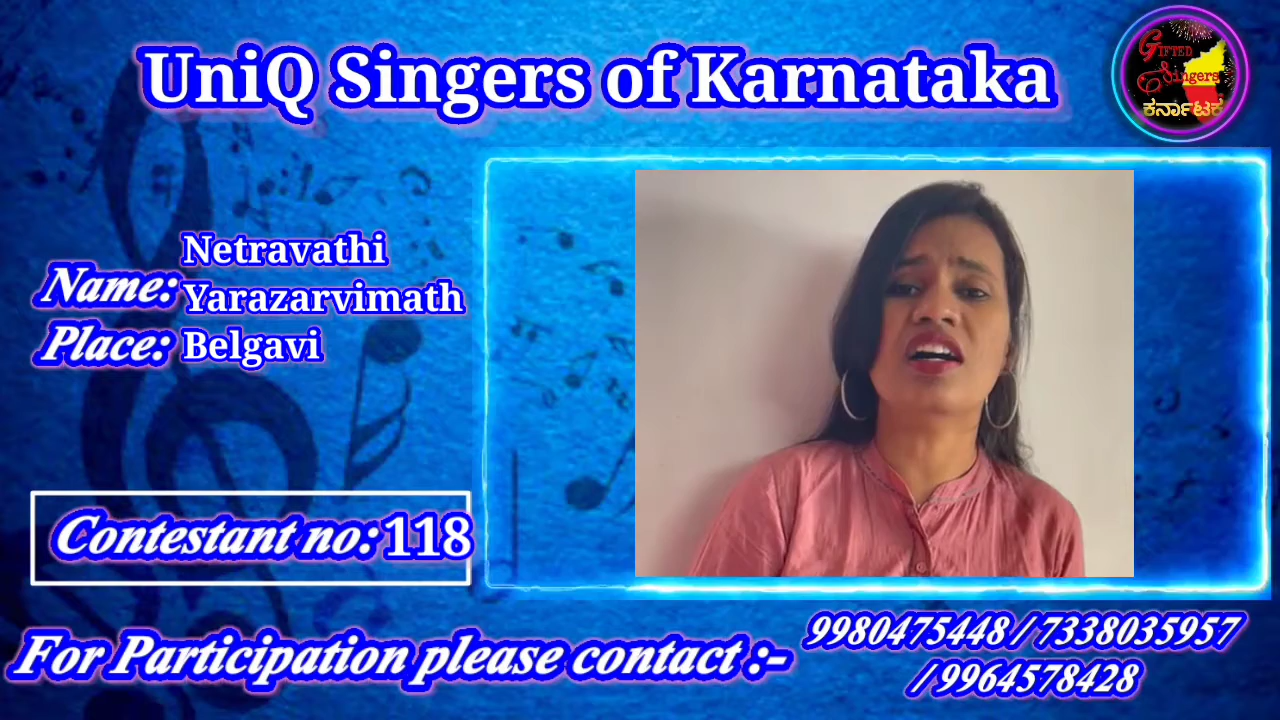 UniQ Singers of Karnataka
Gifted
Singers
ಕರ್ನಾಟಕ
Name: Netravathi
Yarazarvimath
Place: Belgavi
Contestant no: 118
For Participation please contact :-
9980475448 / 7338035957
/ 9964578428